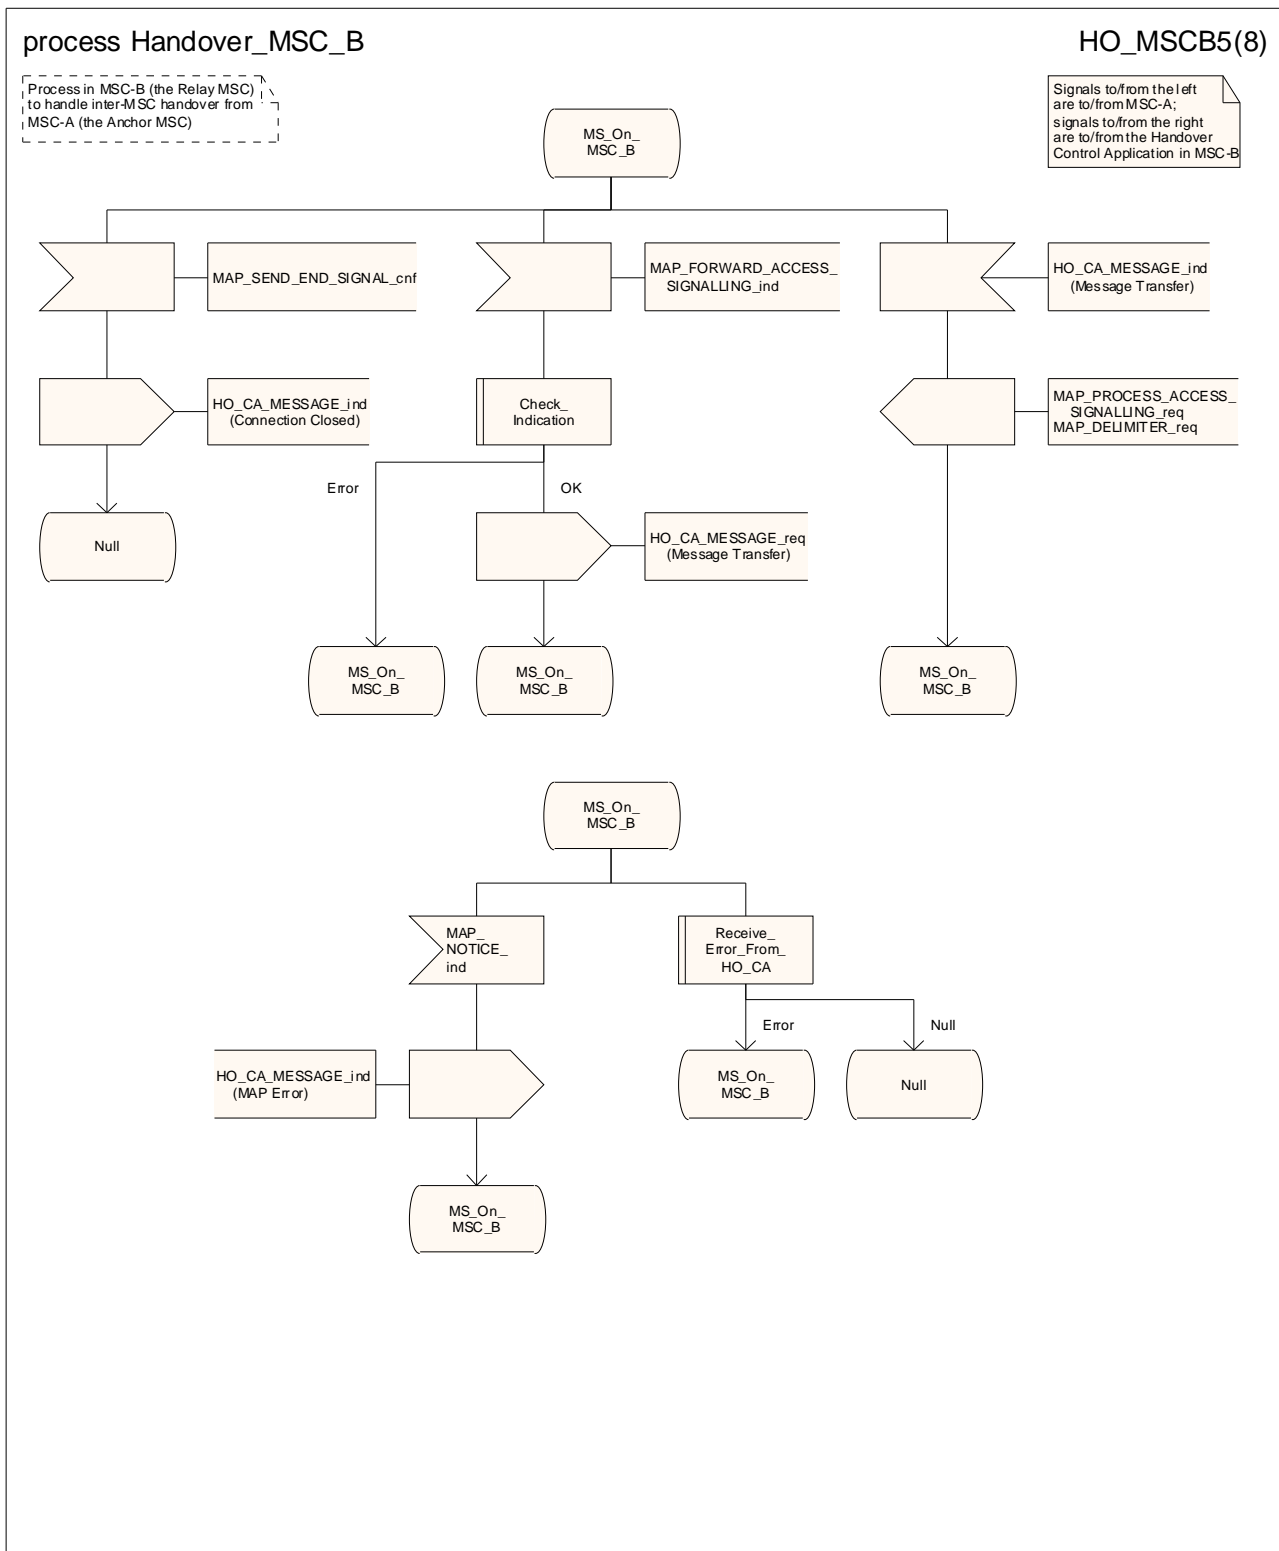 process Handover_MSC_B
HO_MSCB5(8)
Process in MSC-B (the Relay MSC)
to handle inter-MSC handover from
MSC-A (the Anchor MSC)
Signals to/from the left
are to/from MSC-A;
signals to/from the right
are to/from the Handover
Control Application in MSC-B
MS_On_
MSC_B
MAP_SEND_END_SIGNAL_cnf
MAP_FORWARD_ACCESS_
SIGNALLING_ind
HO_CA_MESSAGE_ind
(Message Transfer)
HO_CA_MESSAGE_ind
(Connection Closed)
Check_
Indication
MAP_PROCESS_ACCESS_
SIGNALLING_req
MAP_DELIMITER_req
Error
OK
Null
HO_CA_MESSAGE_req
(Message Transfer)
MS_On_
MSC_B
MS_On_
MSC_B
MS_On_
MSC_B
MS_On_
MSC_B
MAP_
NOTICE_
ind
Receive_
Error_From_
HO_CA
Error
Null
HO_CA_MESSAGE_ind
(MAP Error)
MS_On_
MSC_B
Null
MS_On_
MSC_B